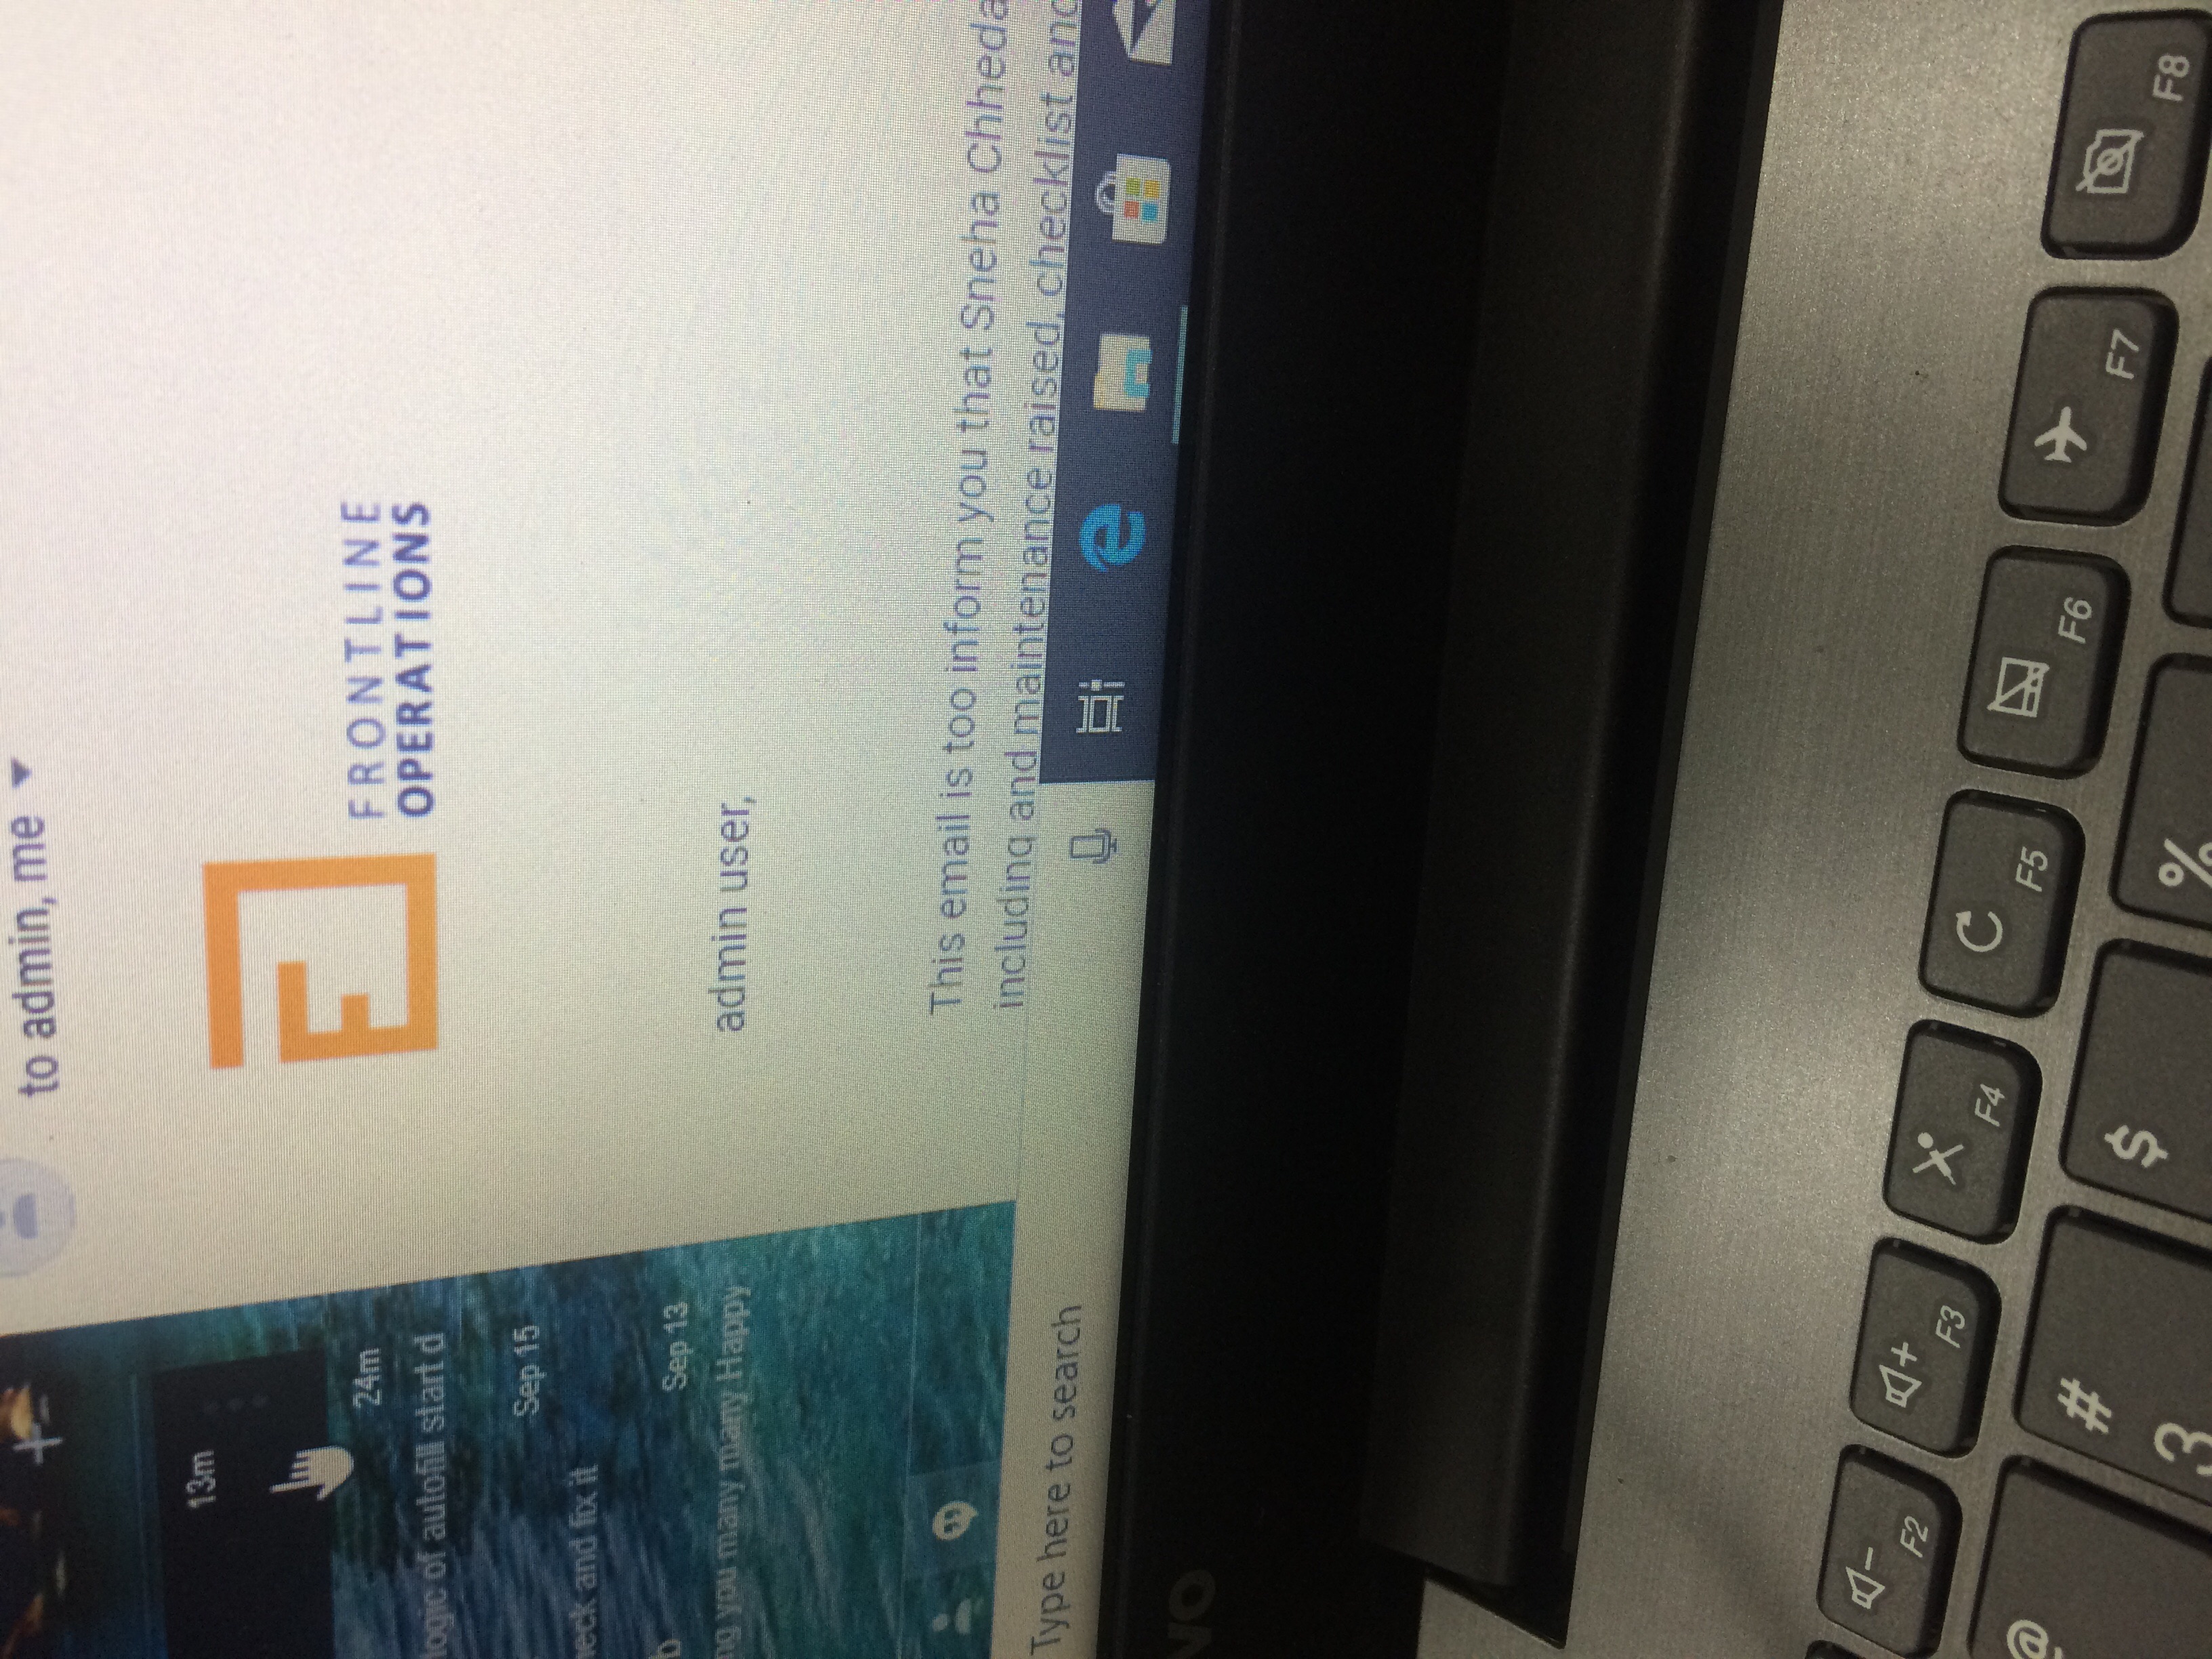 to admin, me
13m
24m
logic of autofill start d
Sep 15
heck and fix it
Sep 13
ng you many many Happy
FRONTLINE
OPERATIONS
admin user,
This email is too inform you that Sneha Chheda
including and maintenance raised, checklist and
Type here to search
F2
F3
F4
F5
F6
F7
F8
@
#
3
$
%